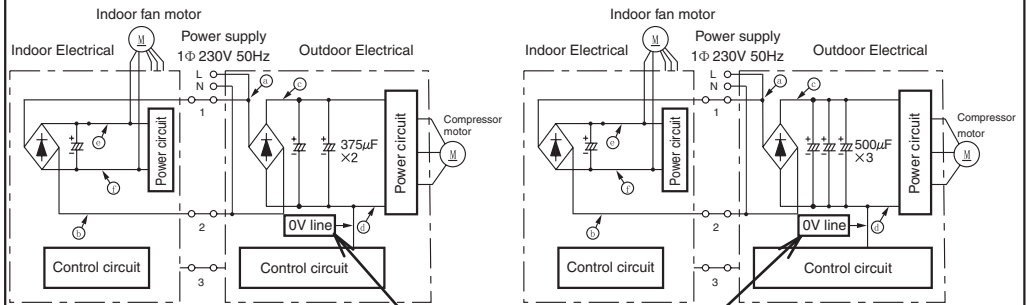 Indoor fan motor
M
Power supply
1Φ 230V 50Hz
Indoor Electrical
Outdoor Electrical
L
N
a
c
1
Compressor
motor
M
Power circuit
+
-
e
+
-
+
-
375μF
×2
Power circuit
f
b
2
d
0V line
Control circuit
Control circuit
3
Indoor fan motor
M
Power supply
1Φ 230V 50Hz
Indoor Electrical
Outdoor Electrical
L
N
a
c
1
Compressor
motor
M
Power circuit
+
-
e
+
-
+
-
+
-
500μF
×3
Power circuit
f
b
2
d
0V line
Control circuit
Control circuit
3